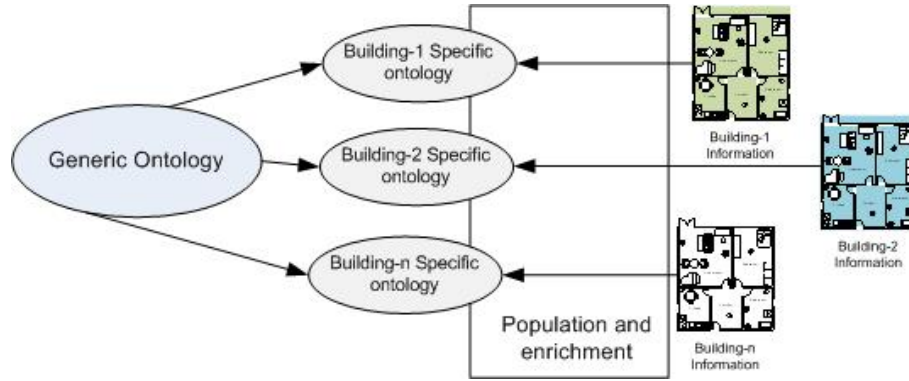 Building-1 Specific
ontology
Generic Ontology
Building-2 Specific
ontology
Building-n Specific
ontology
Population and
enrichment
Building-1
Information
Building-2
Information
Building-n
Information